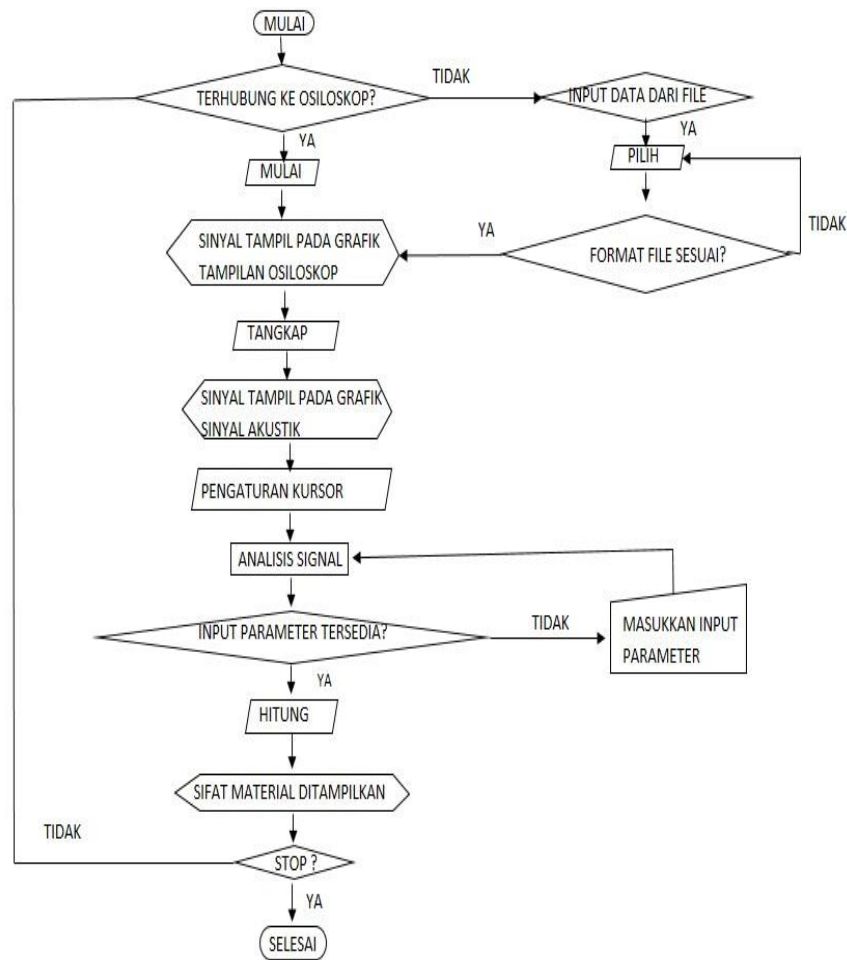 MULAI
TIDAK
TERHUBUNG KE OSILOSKOP?
INPUT DATA DARI FILE
YA
YA
MULAI
PILIH
TIDAK
YA
SINYAL TAMPIL PADA GRAFIK
TAMPILAN OSILOSKOP
FORMAT FILE SESUAI?
TANGKAP
SINYAL TAMPIL PADA GRAFIK
SINYAL AKUSTIK
PENGATURAN KURSOR
ANALISIS SIGNAL
INPUT PARAMETER TERSEDIA?
TIDAK
MASUKKAN INPUT
PARAMETER
YA
HITUNG
SIFAT MATERIAL DITAMPILKAN
TIDAK
STOP ?
YA
SELESAI